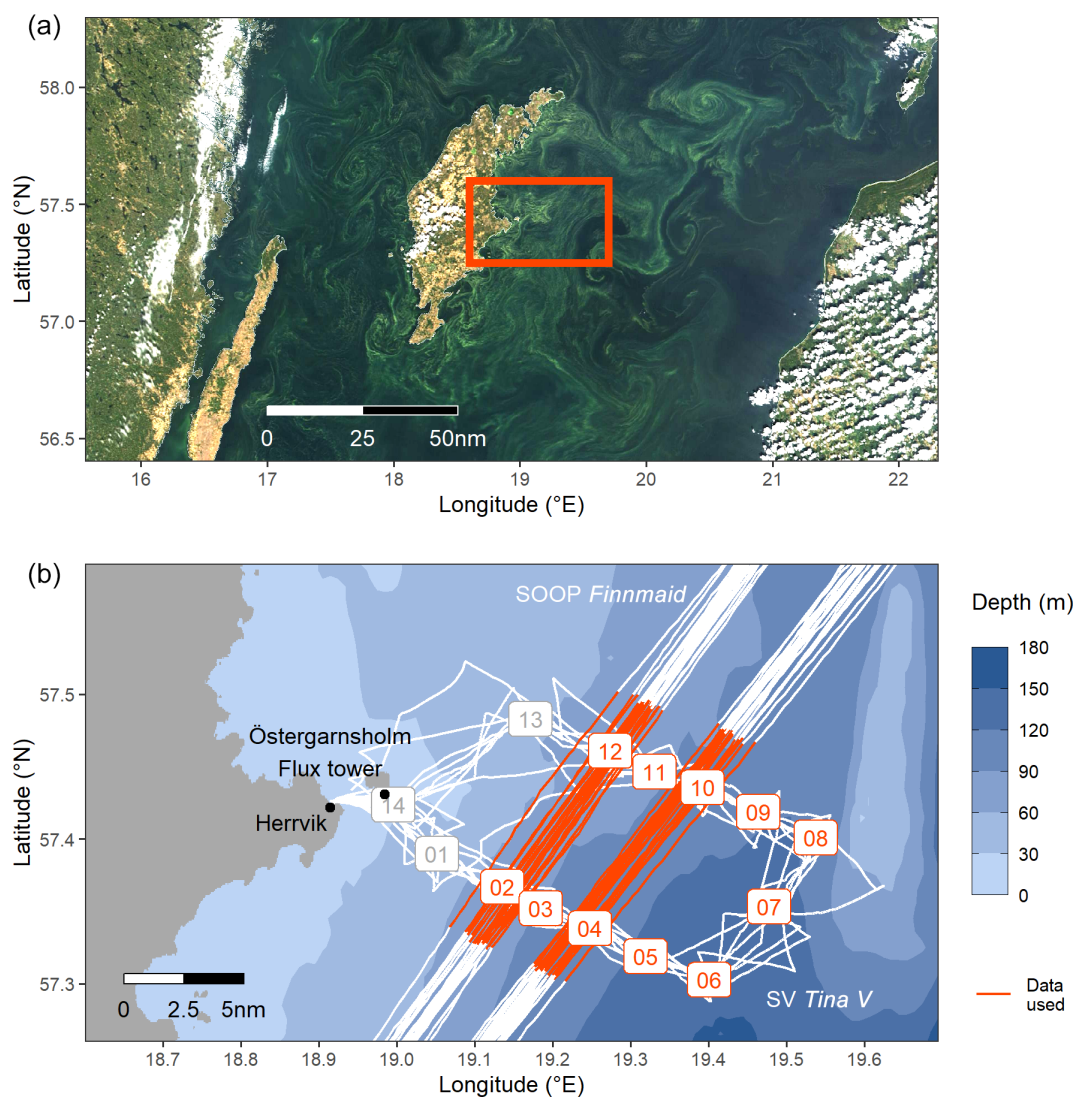 (a)
Latitude (°N)
58.0
57.5
57.0
56.5
0 25 50nm
16 17 18 19 20 21 22
Longitude (°E)
(b)
SOOP Finnmaid
Depth (m)
180
150
120
90
60
30
0
Latitude (°N)
57.5
57.4
57.3
Östergarnsholm
Flux tower
Herrvik
13
12
11
10
09
08
14
01
02
03
04
05
06
07
SV Tina V
0 2.5 5nm
Data
used
18.7 18.8 18.9 19.0 19.1 19.2 19.3 19.4 19.5 19.6
Longitude (°E)